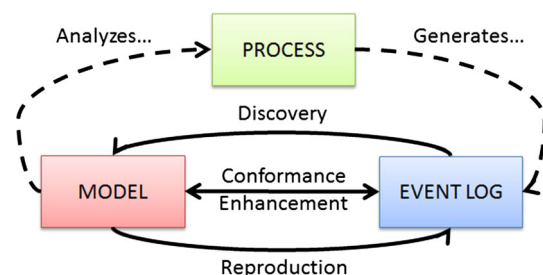 Analyzes...
PROCESS
Generates...
Discovery
MODEL
Conformance
Enhancement
EVENT LOG
Reproduction